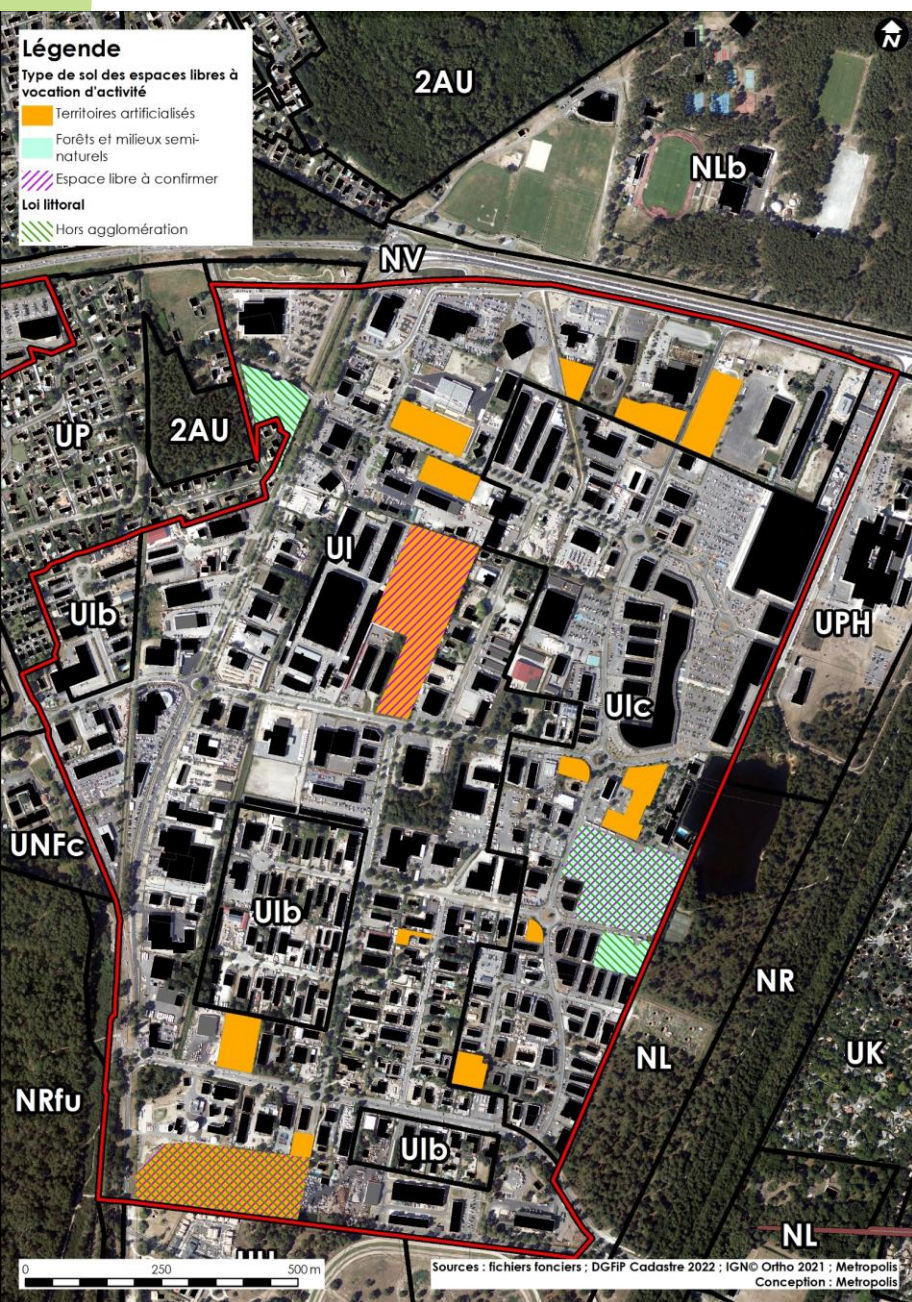 Légende
Type de sol des espaces libres à
vocation d'activité
Territoires artificialisés
Forêts et milieux semi-
naturels
Espace libre à confirmer
Loi littoral
Hors agglomération
N
2AU
NLb
NV
UP
2AU
UI
UIb
UPH
UIc
UNFc
UIb
NR
NL
UK
NRfu
UIb
NL
0 250 500 m
Sources : fichiers fonciers ; DGFiP Cadastre 2022 ; IGN© Ortho 2021 ; Metropolis
Conception : Metropolis